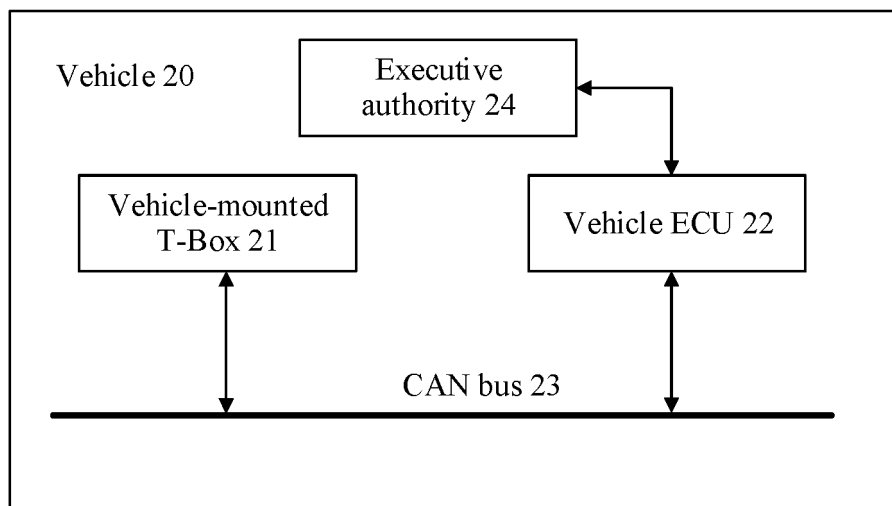 Vehicle 20
Executive
authority 24
Vehicle-mounted
T-Box 21
Vehicle ECU 22
CAN bus 23